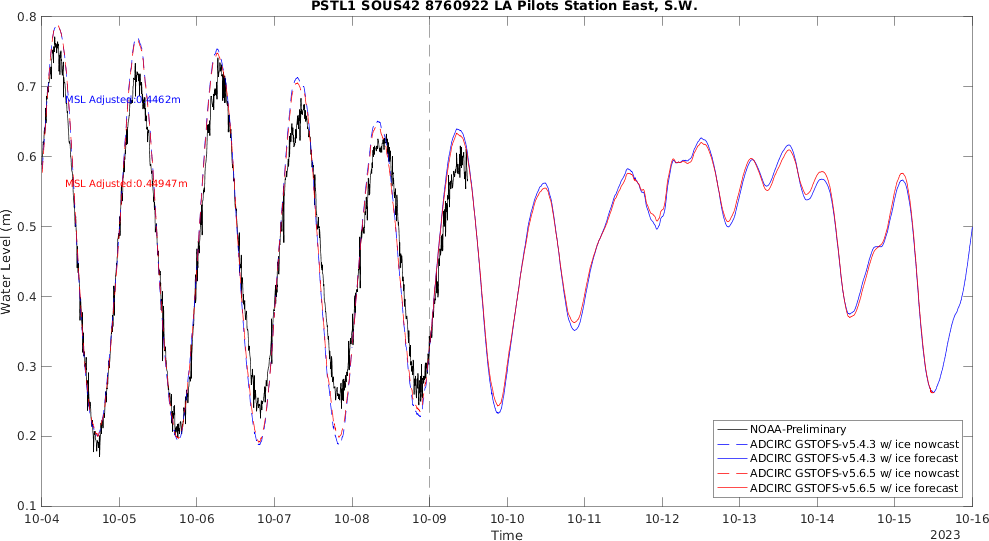 PSTL1 SOUS42 8760922 LA Pilots Station East, S.W.
0.8
0.7
0.6
0.5
0.4
0.3
0.2
0.1
Water Level (m)
MSL Adjusted:0.4462m
MSL Adjusted:0.44947m
NOAA-Preliminary
ADCIRC GSTOFS-v5.4.3 w/ ice nowcast
ADCIRC GSTOFS-v5.4.3 w/ ice forecast
ADCIRC GSTOFS-v5.6.5 w/ ice nowcast
ADCIRC GSTOFS-v5.6.5 w/ ice forecast
10-04 10-05 10-06 10-07 10-08 10-09 10-10 10-11 10-12 10-13 10-14 10-15 10-16
Time
2023